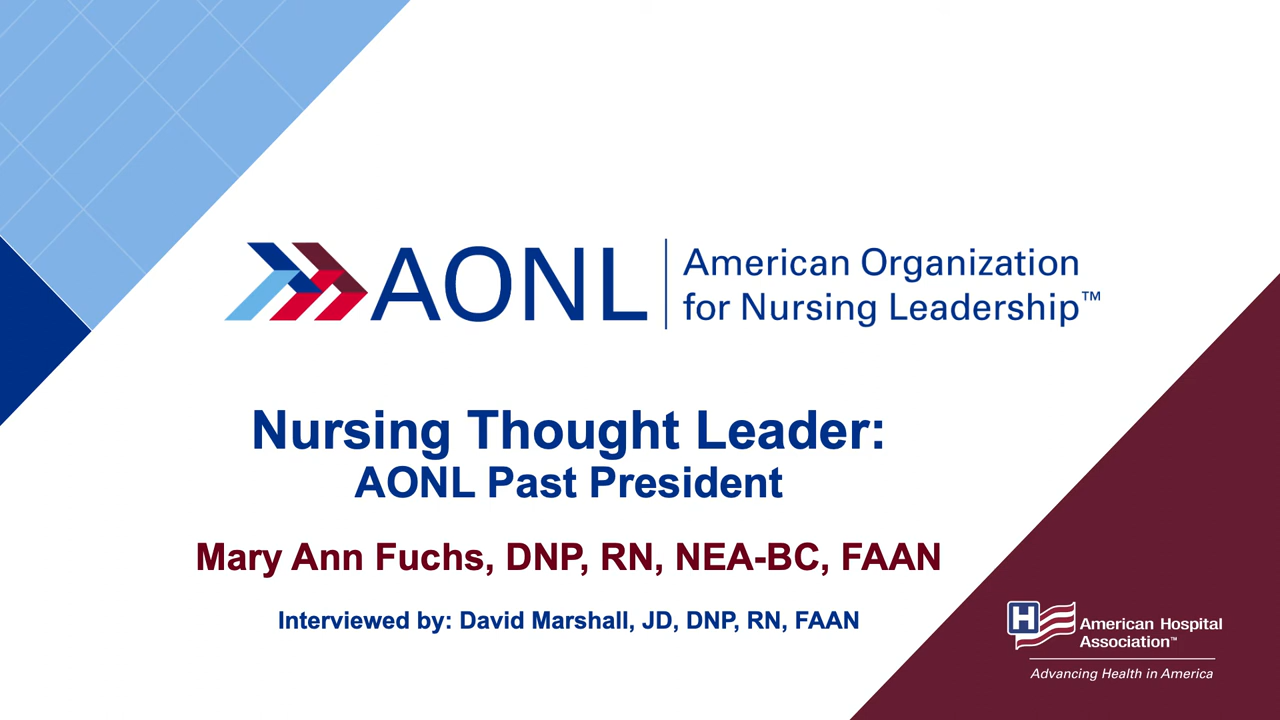 AONL
American Organization
for Nursing Leadership™
Nursing Thought Leader:
AONL Past President
Mary Ann Fuchs, DNP, RN, NEA-BC, FAAN
Interviewed by: David Marshall, JD, DNP, RN, FAAN
H
American Hospital
Association™
Advancing Health in America